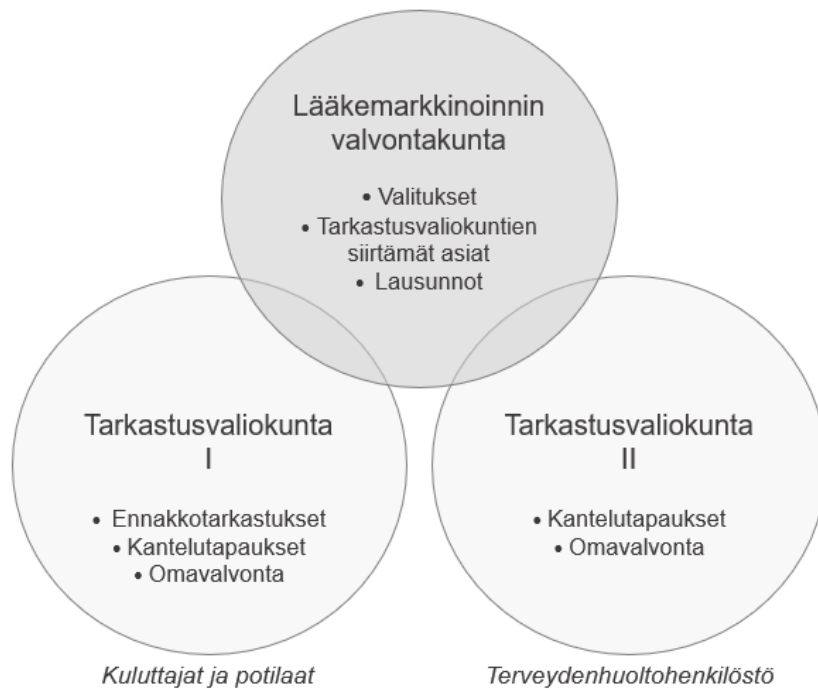 Lääkemarkkinoinnin
valvontakunta
• Valitukset
• Tarkastusvaliokuntien
siirtämät asiat
• Lausunnot
Tarkastusvaliokunta
I
• Ennakkotarkastukset
• Kantelutapaukset
• Omavalvonta
Tarkastusvaliokunta
II
• Kantelutapaukset
• Omavalvonta
Kuluttajat ja potilaat
Terveydenhuoltohenkilöstö